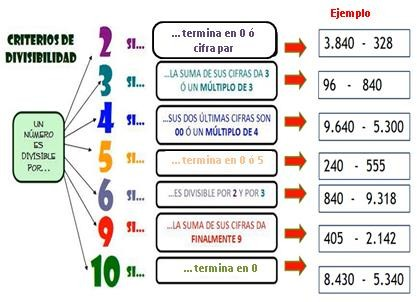 Ejemplo
CRITERIOS DE
DIVISIBILIDAD
UN
NÚMERO
ES
DIVISIBLE
POR...
2 SI... ...termina en 0 ó
cifra par
3.840 - 328
3 SI... ...LA SUMA DE SUS CIFRAS DA 3
Ó UN MÚLTIPLO DE 3
96 - 840
4 SI... ...SUS DOS ÚLTIMAS CIFRAS SON
00 Ó UN MÚLTIPLO DE 4
9.640 - 5.300
5 SI... ... termina en 0 ó 5
240 - 555
6 SI... ...ES DIVISIBLE POR 2 Y POR 3
840 - 9.318
9 SI... ...LA SUMA DE SUS CIFRAS DA
FINALMENTE 9
405 - 2.142
10 SI... ... termina en 0
8.430 - 5.340